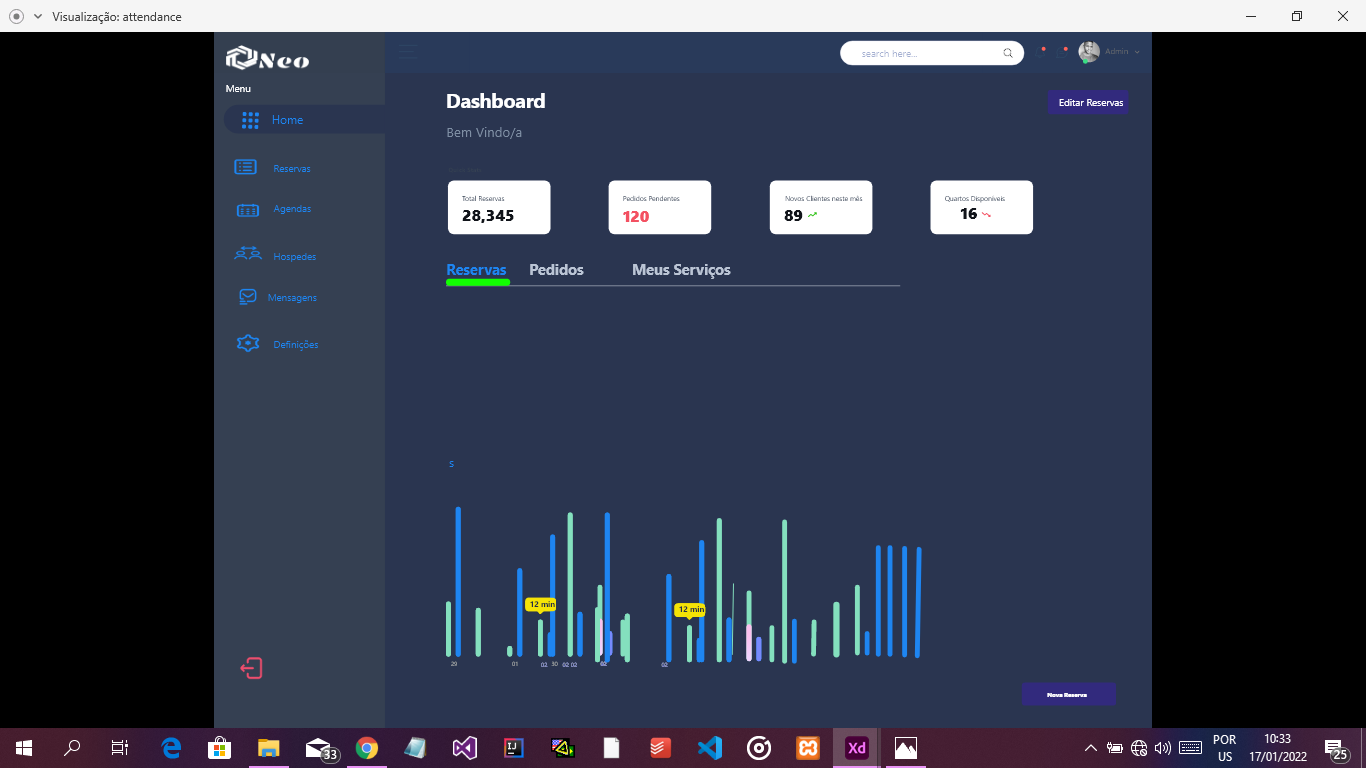 Visualização: attendance
Neo
search here...
Admin
Menu
Home
Reservas
Agendas
Hospedes
Mensagens
Definições
Dashboard
Editar Reservas
Bem Vindo/a
Total Reservas
28,345
Pedidos Pendentes
120
Novos Clientes neste mês
89
Quartos Disponíveis
16
Reservas
Pedidos
Meus Serviços
s
12 min
12 min
29
01
02
30
02
02
02
02
Nova Reserva
33
Xd
POR
US
10:33
17/01/2022
25